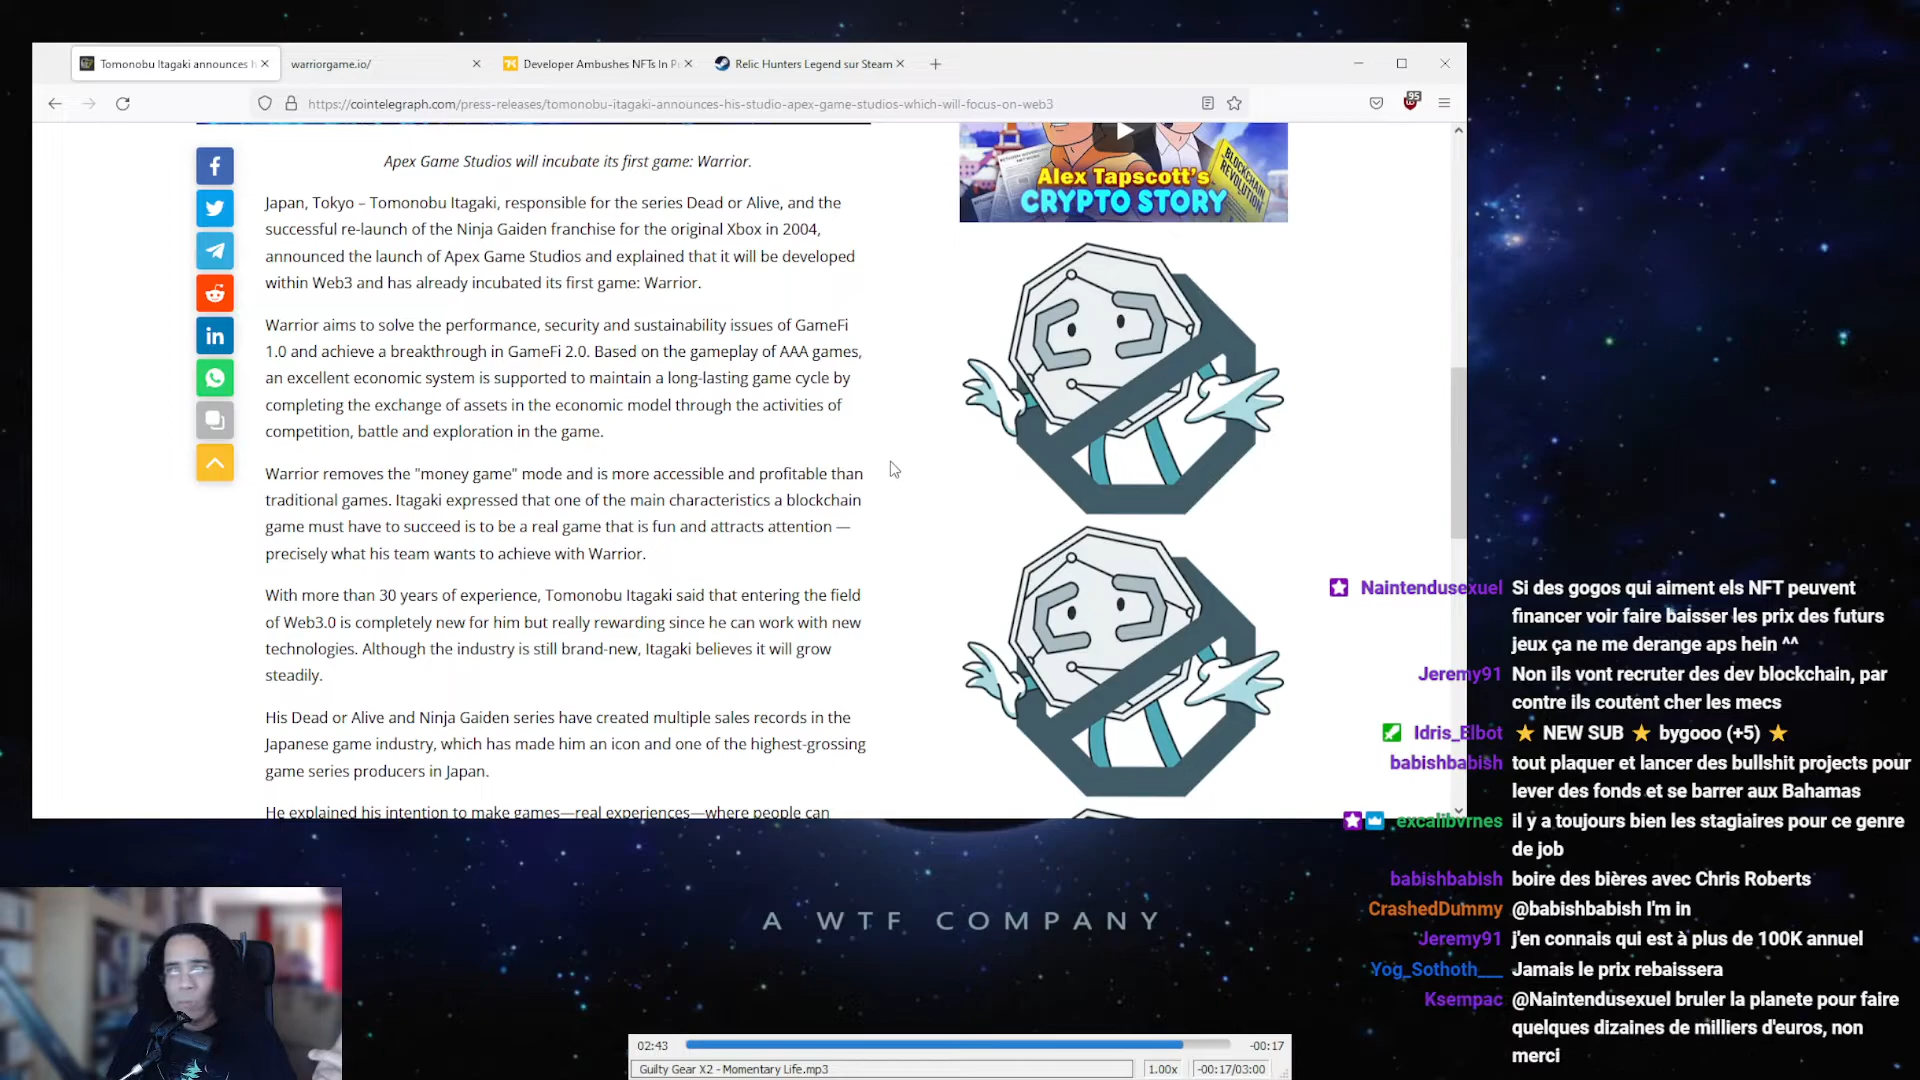 Tomonobu Itagaki announces h
warriorgame.io/
Developer Ambushes NFTs In P
Relic Hunters Legend sur Steam
https://cointelegraph.com/press-releases/tomonobu-itagaki-announces-his-studio-apex-game-studios-which-will-focus-on-web3
95
BLOCKCHAIN
REVOLUTION
Alex Tapscott's
CRYPTO STORY
Apex Game Studios will incubate its first game: Warrior.
Japan, Tokyo – Tomonobu Itagaki, responsible for the series Dead or Alive, and the
successful re-launch of the Ninja Gaiden franchise for the original Xbox in 2004,
announced the launch of Apex Game Studios and explained that it will be developed
within Web3 and has already incubated its first game: Warrior.
Warrior aims to solve the performance, security and sustainability issues of GameFi
1.0 and achieve a breakthrough in GameFi 2.0. Based on the gameplay of AAA games,
an excellent economic system is supported to maintain a long-lasting game cycle by
completing the exchange of assets in the economic model through the activities of
competition, battle and exploration in the game.
Warrior removes the "money game" mode and is more accessible and profitable than
traditional games. Itagaki expressed that one of the main characteristics a blockchain
game must have to succeed is to be a real game that is fun and attracts attention —
precisely what his team wants to achieve with Warrior.
With more than 30 years of experience, Tomonobu Itagaki said that entering the field
of Web3.0 is completely new for him but really rewarding since he can work with new
technologies. Although the industry is still brand-new, Itagaki believes it will grow
steadily.
His Dead or Alive and Ninja Gaiden series have created multiple sales records in the
Japanese game industry, which has made him an icon and one of the highest-grossing
game series producers in Japan.
He explained his intention to make games—real experiences—where people can
Naintendusexuel Si des gogos qui aiment els NFT peuvent
financer voir faire baisser les prix des futurs
jeux ça ne me derange aps hein ^^
Jeremy91 Non ils vont recruter des dev blockchain, par
contre ils coutent cher les mecs
Idris_Elbot ★ NEW SUB ★ bygooo (+5) ★
babishbabish tout plaquer et lancer des bullshit projects pour
lever des fonds et se barrer aux Bahamas
excalibvrnes il y a toujours bien les stagiaires pour ce genre
de job
babishbabish boire des bières avec Chris Roberts
CrashedDummy @babishbabish I'm in
Jeremy91 j'en connais qui est à plus de 100K annuel
Yog_Sothoth___ Jamais le prix rebaissera
Ksempac @Naintendusexuel bruler la planete pour faire
quelques dizaines de milliers d'euros, non
merci
A WTF COMPANY
02:43 -00:17
Guilty Gear X2 - Momentary Life.mp3 1.00x -00:17/03:00